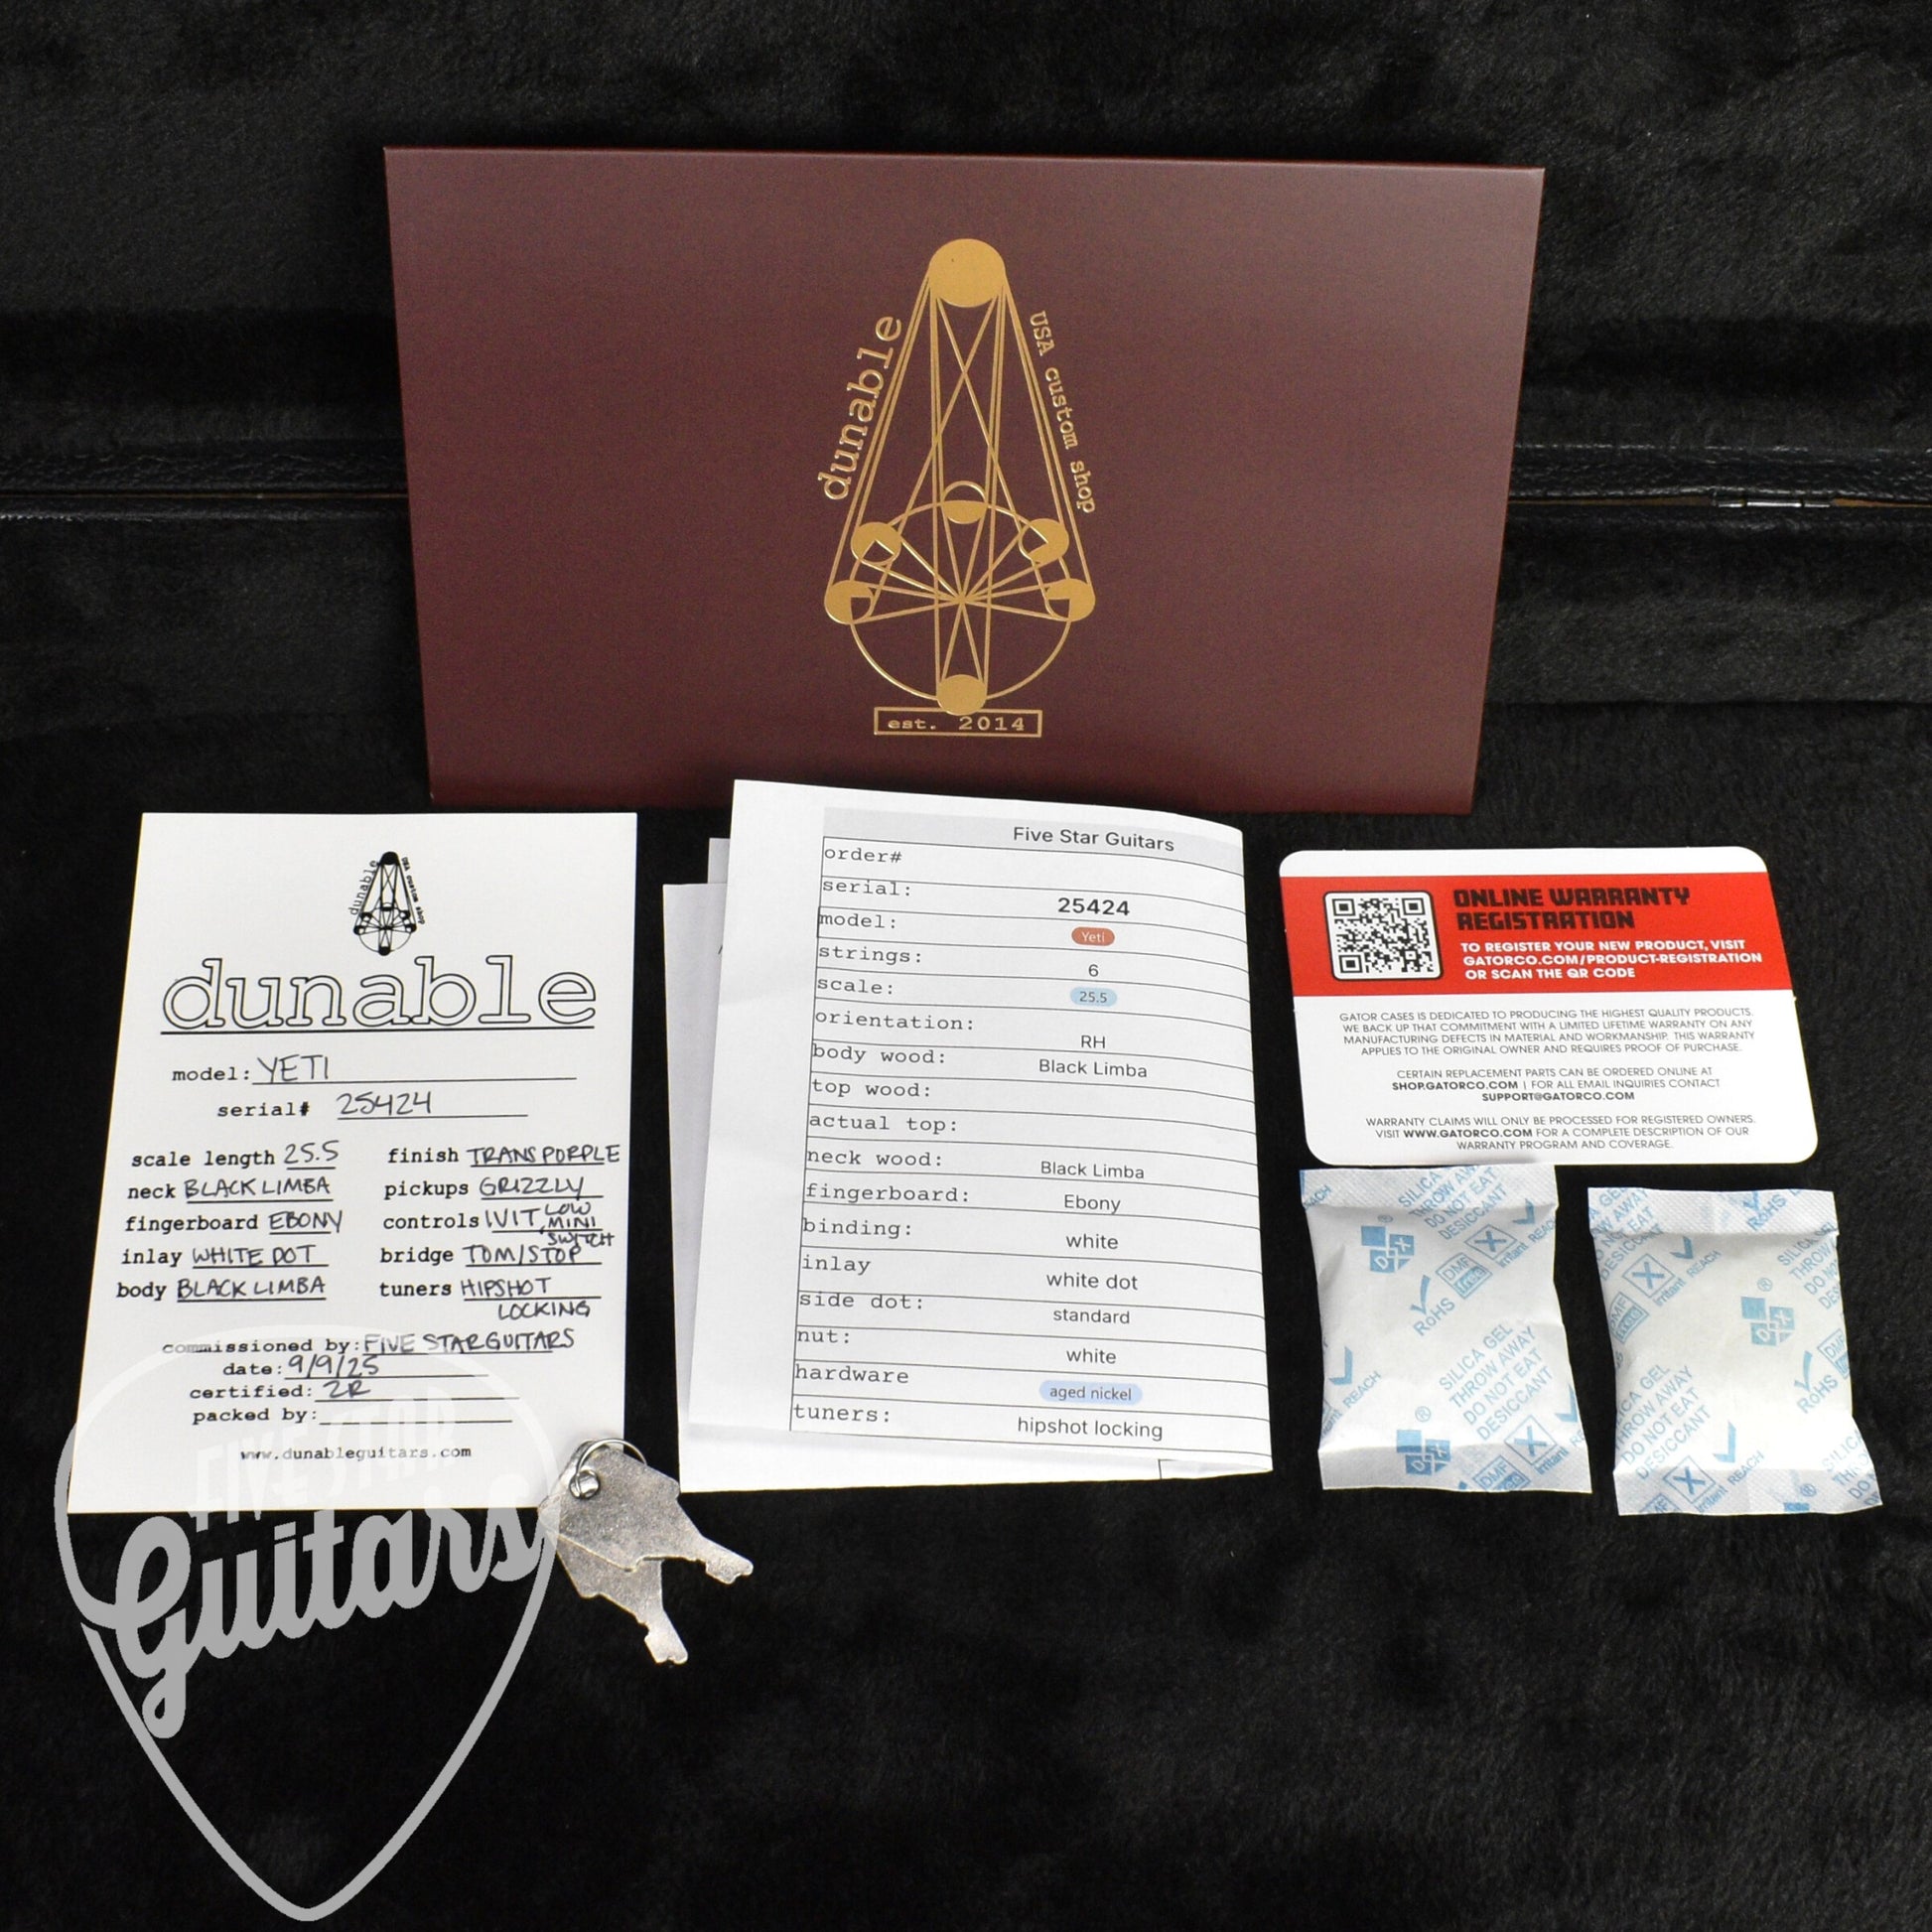 dunable
USA custom shop
est. 2014
dunable
USA custom shop
dunable
model: YETI
serial# 25424
scale length 25.5
finish TRANS PORPLE
neck BLACK LIMBA
pickups GRIZZLY
fingerboard EBONY
controls 1V1T, LOW MINI SWITCH
inlay WHITE DOT
bridge TOM/STOP
body BLACK LIMBA
tuners HIPSHOT
LOCKING
commissioned by: FIVE STAR GUITARS
date: 9/9/25
certified: ZR
packed by:
www.dunableguitars.com
Five Star Guitars
order#
serial: 25424
model: Yeti
strings: 6
scale: 25.5
orientation: RH
body wood: Black Limba
top wood:
actual top:
neck wood: Black Limba
fingerboard: Ebony
binding: white
inlay white dot
side dot: standard
nut: white
hardware aged nickel
tuners: hipshot locking
ONLINE WARRANTY
REGISTRATION
TO REGISTER YOUR NEW PRODUCT, VISIT
GATORCO.COM/PRODUCT-REGISTRATION
OR SCAN THE QR CODE
GATOR CASES IS DEDICATED TO PRODUCING THE HIGHEST QUALITY PRODUCTS.
WE BACK UP THAT COMMITMENT WITH A LIMITED LIFETIME WARRANTY ON ANY
MANUFACTURING DEFECTS IN MATERIAL AND WORKMANSHIP. THIS WARRANTY
APPLIES TO THE ORIGINAL OWNER AND REQUIRES PROOF OF PURCHASE.
CERTAIN REPLACEMENT PARTS CAN BE ORDERED ONLINE AT
SHOP.GATORCO.COM | FOR ALL EMAIL INQUIRIES CONTACT
SUPPORT@GATORCO.COM
WARRANTY CLAIMS WILL ONLY BE PROCESSED FOR REGISTERED OWNERS.
VISIT WWW.GATORCO.COM FOR A COMPLETE DESCRIPTION OF OUR
WARRANTY PROGRAM AND COVERAGE.
SILICA GEL
THROW AWAY
DO NOT EAT
DESICCANT
DMF
RoHS
REACH
Irritant
SILICA GEL
THROW AWAY
DO NOT EAT
DESICCANT
DMF
RoHS
REACH
Irritant
FIVE STAR
Guitars